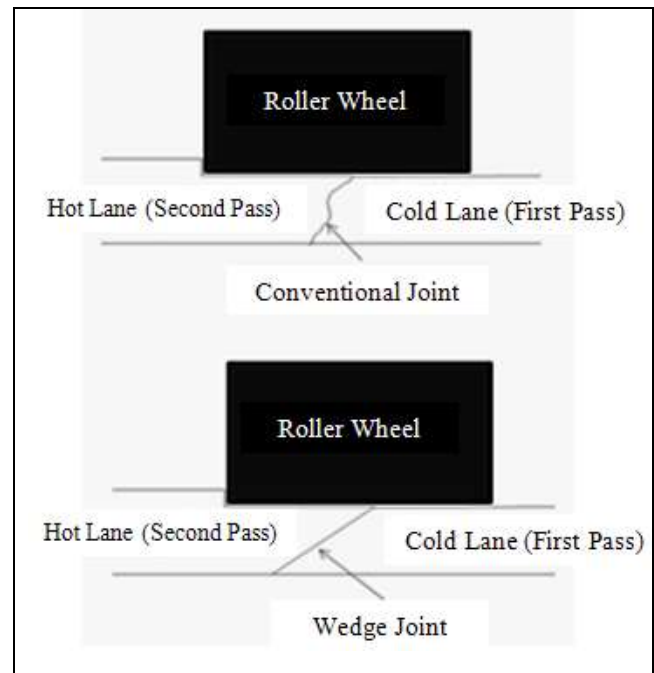 Roller Wheel
Hot Lane (Second Pass)
Cold Lane (First Pass)
Conventional Joint
Roller Wheel
Hot Lane (Second Pass)
Cold Lane (First Pass)
Wedge Joint